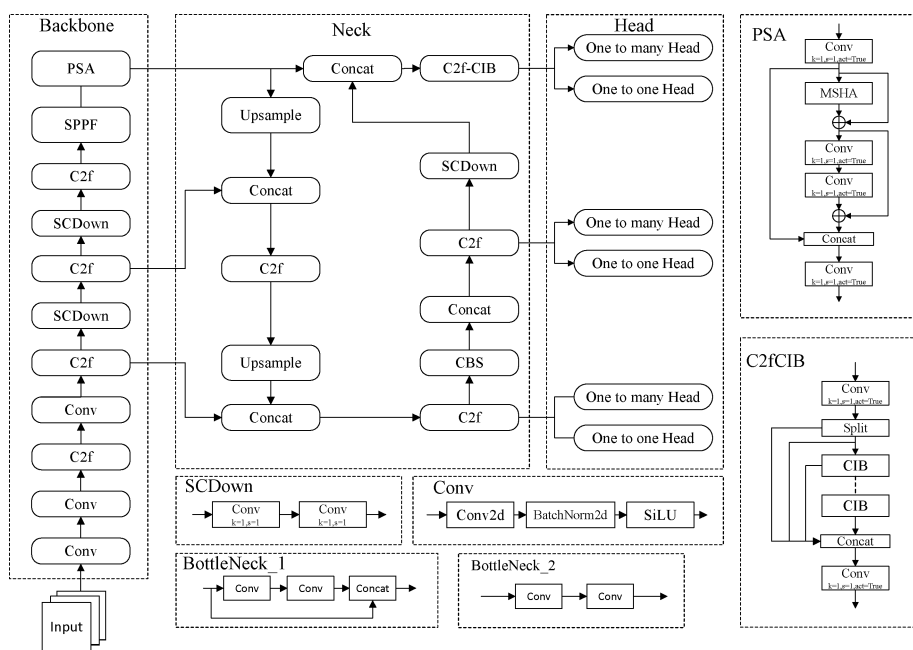 Backbone
PSA
SPPF
C2f
SCDown
C2f
SCDown
C2f
Conv
C2f
Conv
Conv
Input
Neck
Concat
C2f-CIB
Upsample
SCDown
Concat
C2f
C2f
Concat
Upsample
CBS
Concat
C2f
Head
One to many Head
One to one Head
One to many Head
One to one Head
One to many Head
One to one Head
SCDown
Conv
k=1,s=1
Conv
k=1,s=1
Conv
Conv2d
BatchNorm2d
SiLU
BottleNeck_1
Conv
Conv
Concat
BottleNeck_2
Conv
Conv
PSA
Conv
k=1,s=1,act=True
MSHA
Conv
k=1,s=1,act=True
Conv
k=1,s=1,act=True
Concat
Conv
k=1,s=1,act=True
C2fCIB
Conv
k=1,s=1,act=True
Split
CIB
CIB
Concat
Conv
k=1,s=1,act=True